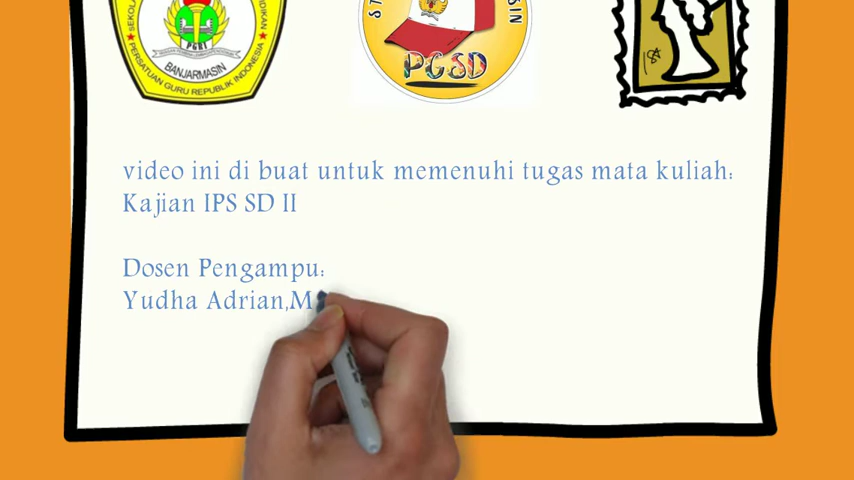 PERSATUAN GURU REPUBLIK INDONESIA
PGRI
BANJARMASIN
PGSD
video ini di buat untuk memenuhi tugas mata kuliah:
Kajian IPS SD II
Dosen Pengampu:
Yudha Adrian,M